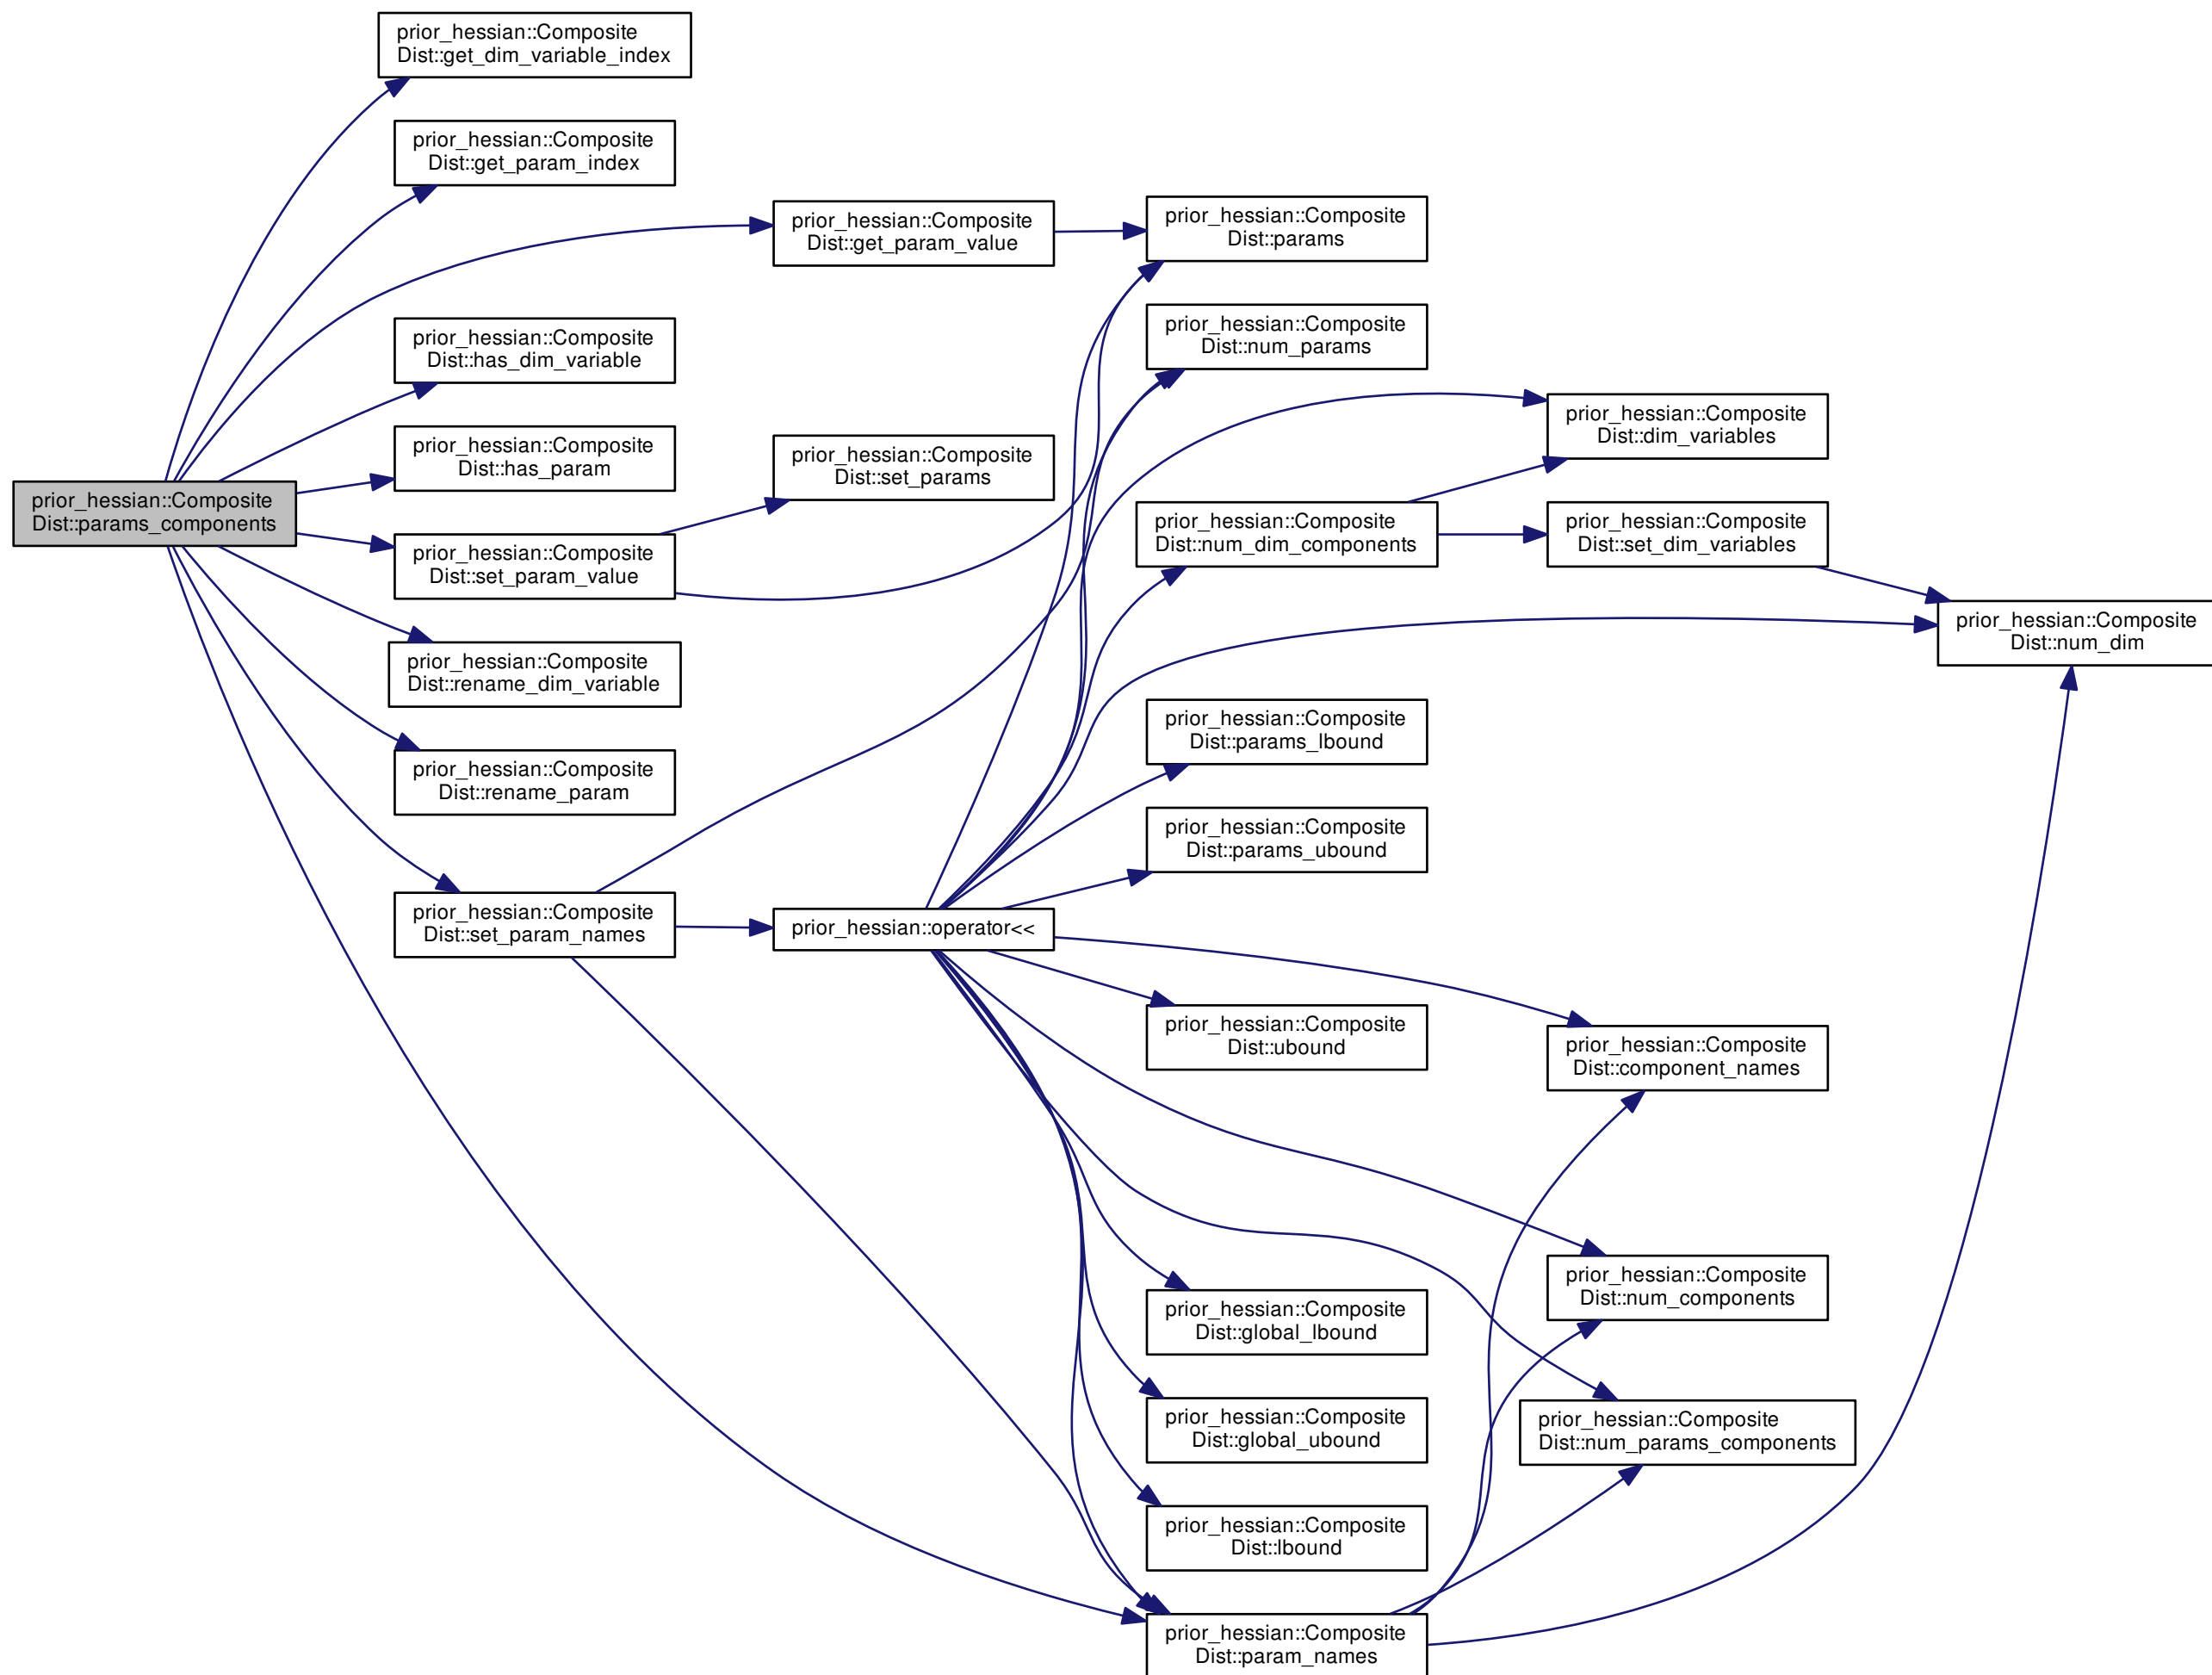 prior_hessian::Composite
Dist::get_dim_variable_index
prior_hessian::Composite
Dist::get_param_index
prior_hessian::Composite
Dist::get_param_value
prior_hessian::Composite
Dist::params
prior_hessian::Composite
Dist::num_params
prior_hessian::Composite
Dist::has_dim_variable
prior_hessian::Composite
Dist::dim_variables
prior_hessian::Composite
Dist::has_param
prior_hessian::Composite
Dist::set_params
prior_hessian::Composite
Dist::params_components
prior_hessian::Composite
Dist::num_dim_components
prior_hessian::Composite
Dist::set_dim_variables
prior_hessian::Composite
Dist::set_param_value
prior_hessian::Composite
Dist::num_dim
prior_hessian::Composite
Dist::rename_dim_variable
prior_hessian::Composite
Dist::params_lbound
prior_hessian::Composite
Dist::rename_param
prior_hessian::Composite
Dist::params_ubound
prior_hessian::Composite
Dist::set_param_names
prior_hessian::operator<<
prior_hessian::Composite
Dist::ubound
prior_hessian::Composite
Dist::component_names
prior_hessian::Composite
Dist::num_components
prior_hessian::Composite
Dist::global_lbound
prior_hessian::Composite
Dist::global_ubound
prior_hessian::Composite
Dist::num_params_components
prior_hessian::Composite
Dist::lbound
prior_hessian::Composite
Dist::param_names